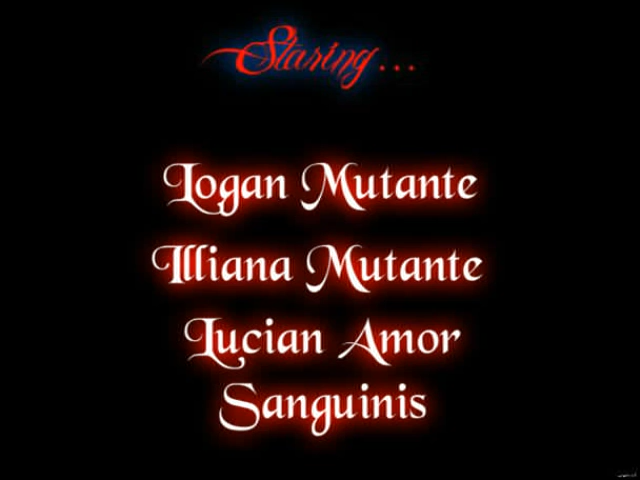 Staring...
Logan Mutante
Illiana Mutante
Lucian Amor
Sanguinis